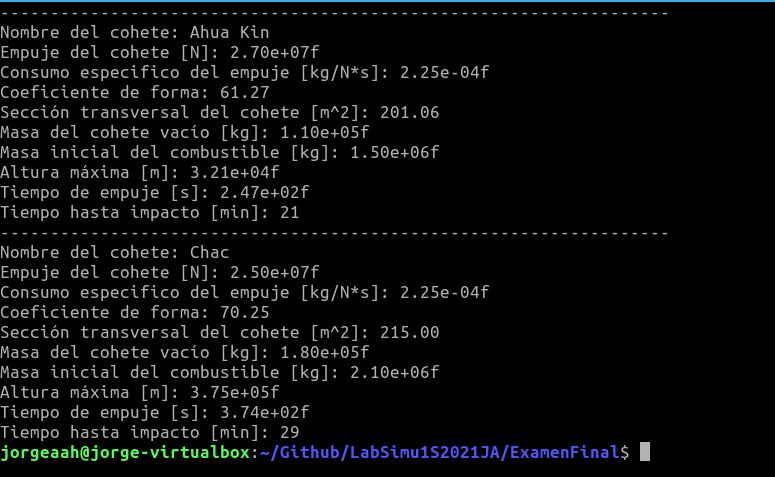 -------------------------------------------------------------------
Nombre del cohete: Ahua Kin
Empuje del cohete [N]: 2.70e+07f
Consumo especifico del empuje [kg/N*s]: 2.25e-04f
Coeficiente de forma: 61.27
Sección transversal del cohete [m^2]: 201.06
Masa del cohete vacío [kg]: 1.10e+05f
Masa inicial del combustible [kg]: 1.50e+06f
Altura máxima [m]: 3.21e+04f
Tiempo de empuje [s]: 2.47e+02f
Tiempo hasta impacto [min]: 21
-------------------------------------------------------------------
Nombre del cohete: Chac
Empuje del cohete [N]: 2.50e+07f
Consumo especifico del empuje [kg/N*s]: 2.25e-04f
Coeficiente de forma: 70.25
Sección transversal del cohete [m^2]: 215.00
Masa del cohete vacío [kg]: 1.80e+05f
Masa inicial del combustible [kg]: 2.10e+06f
Altura máxima [m]: 3.75e+05f
Tiempo de empuje [s]: 3.74e+02f
Tiempo hasta impacto [min]: 29
jorgeaah@jorge-virtualbox:~/Github/LabSimu1S2021JA/ExamenFinal$